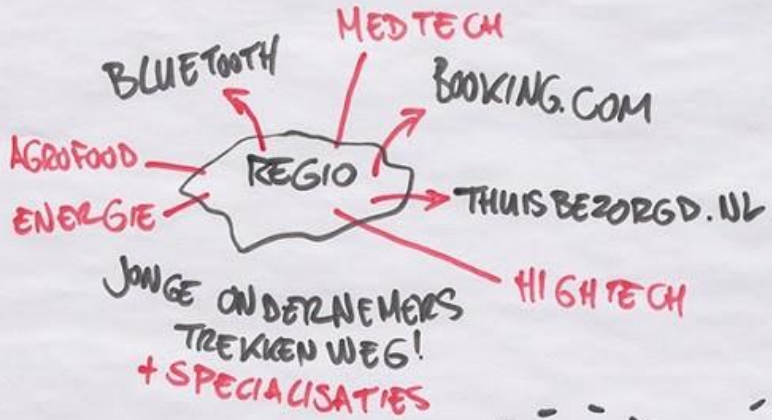 MEDTECH
BLUETOOTH
BOOKING.COM
AGROFOOD
REGIO
ENERGIE
THUISBEZORGD.NL
HIGHTECH
JONGE ONDERNEMERS
TREKKEN WEG!
+ SPECIALISATIES